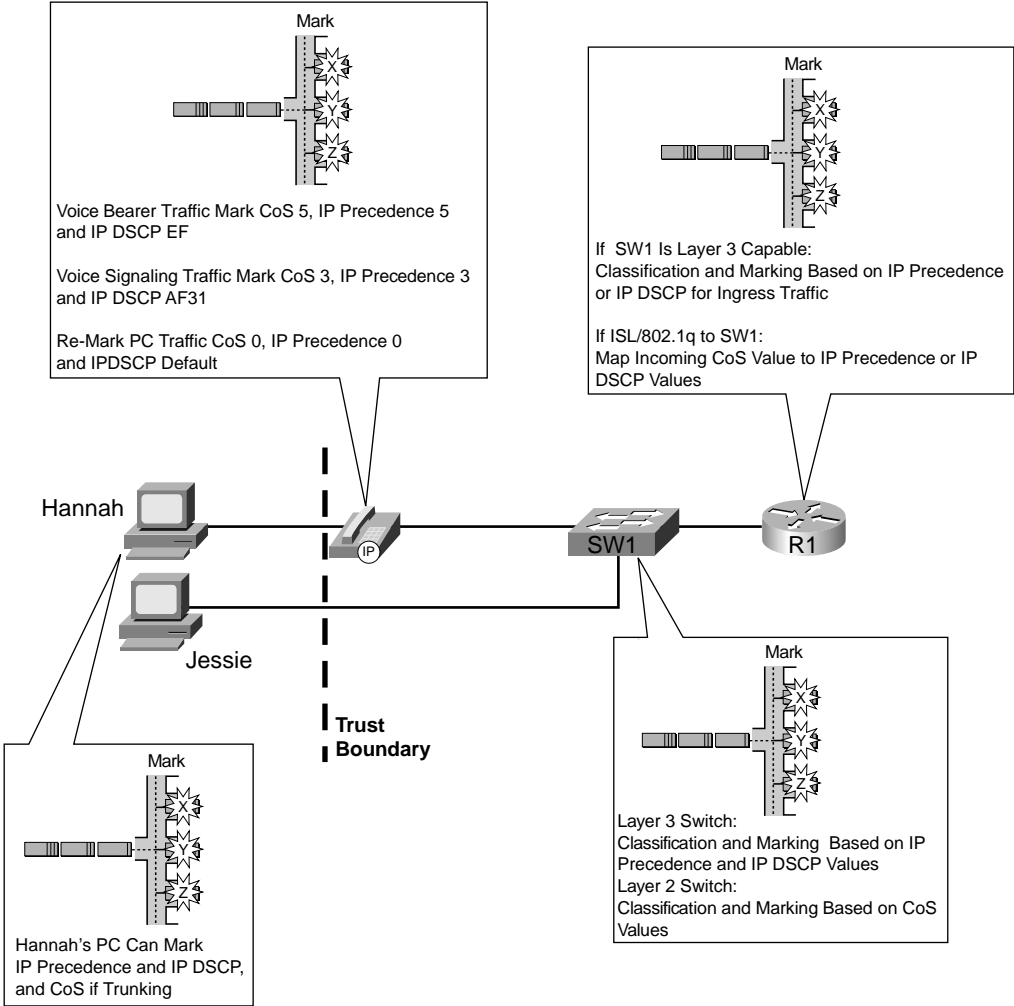 Mark
X
Y
Z
Voice Bearer Traffic Mark CoS 5, IP Precedence 5
and IP DSCP EF
Voice Signaling Traffic Mark CoS 3, IP Precedence 3
and IP DSCP AF31
Re-Mark PC Traffic CoS 0, IP Precedence 0
and IPDSCP Default
Mark
X
Y
Z
If SW1 Is Layer 3 Capable:
Classification and Marking Based on IP Precedence
or IP DSCP for Ingress Traffic
If ISL/802.1q to SW1:
Map Incoming CoS Value to IP Precedence or IP
DSCP Values
Hannah
IP
SW1
R1
Jessie
Trust
Boundary
Mark
X
Y
Z
Hannah's PC Can Mark
IP Precedence and IP DSCP,
and CoS if Trunking
Mark
X
Y
Z
Layer 3 Switch:
Classification and Marking Based on IP
Precedence and IP DSCP Values
Layer 2 Switch:
Classification and Marking Based on CoS
Values